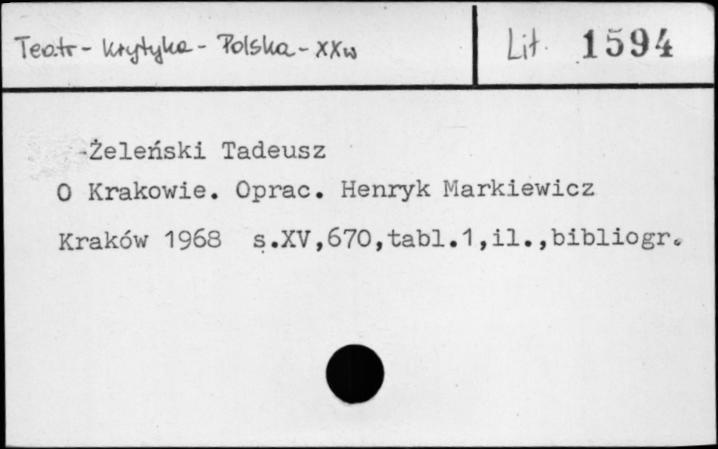 Teatr - krytyka - Polska - XXw
Lit. 1594
Żeleński Tadeusz
O Krakowie. Oprac. Henryk Markiewicz
Kraków 1968 s.XV,670,tabl.1,il.,bibliogr.